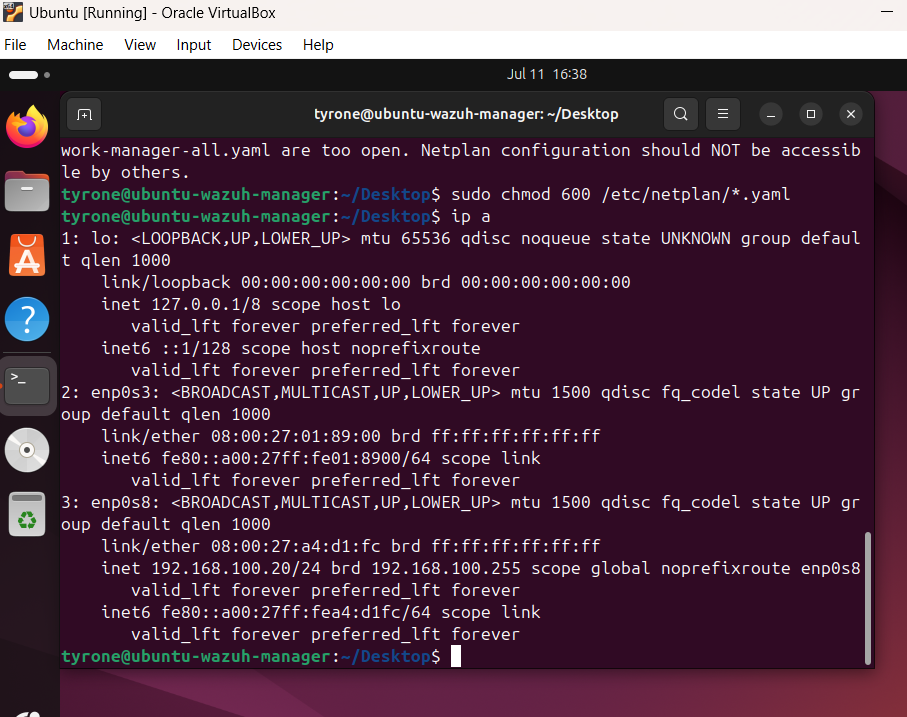 Ubuntu [Running] - Oracle VirtualBox
File Machine View Input Devices Help
Jul 11 16:38
tyrone@ubuntu-wazuh-manager: ~/Desktop
work-manager-all.yaml are too open. Netplan configuration should NOT be accessib
le by others.
tyrone@ubuntu-wazuh-manager:~/Desktop$ sudo chmod 600 /etc/netplan/*.yaml
tyrone@ubuntu-wazuh-manager:~/Desktop$ ip a
1: lo: <LOOPBACK,UP,LOWER_UP> mtu 65536 qdisc noqueue state UNKNOWN group defaul
t qlen 1000
    link/loopback 00:00:00:00:00:00 brd 00:00:00:00:00:00
    inet 127.0.0.1/8 scope host lo
       valid_lft forever preferred_lft forever
    inet6 ::1/128 scope host noprefixroute
       valid_lft forever preferred_lft forever
2: enp0s3: <BROADCAST,MULTICAST,UP,LOWER_UP> mtu 1500 qdisc fq_codel state UP gr
oup default qlen 1000
    link/ether 08:00:27:01:89:00 brd ff:ff:ff:ff:ff:ff
    inet6 fe80::a00:27ff:fe01:8900/64 scope link
       valid_lft forever preferred_lft forever
3: enp0s8: <BROADCAST,MULTICAST,UP,LOWER_UP> mtu 1500 qdisc fq_codel state UP gr
oup default qlen 1000
    link/ether 08:00:27:a4:d1:fc brd ff:ff:ff:ff:ff:ff
    inet 192.168.100.20/24 brd 192.168.100.255 scope global noprefixroute enp0s8
       valid_lft forever preferred_lft forever
    inet6 fe80::a00:27ff:fea4:d1fc/64 scope link
       valid_lft forever preferred_lft forever
tyrone@ubuntu-wazuh-manager:~/Desktop$